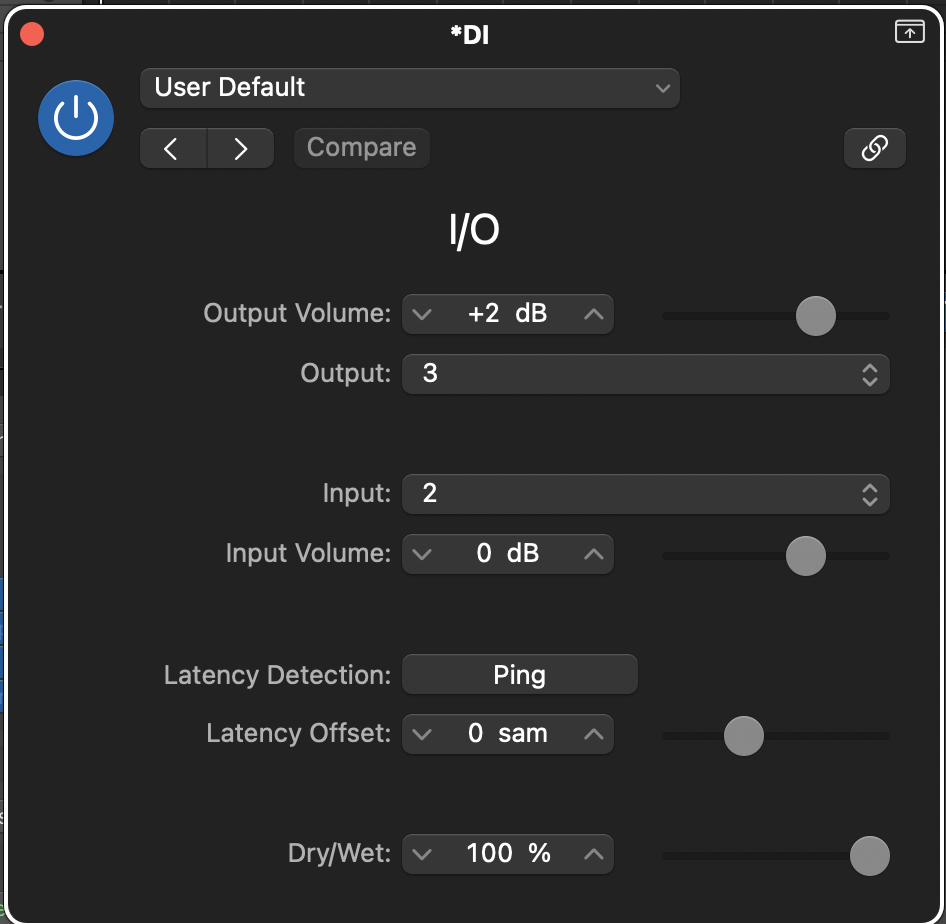 *DI
User Default
Compare
I/O
Output Volume: +2 dB
Output: 3
Input: 2
Input Volume: 0 dB
Latency Detection: Ping
Latency Offset: 0 sam
Dry/Wet: 100 %